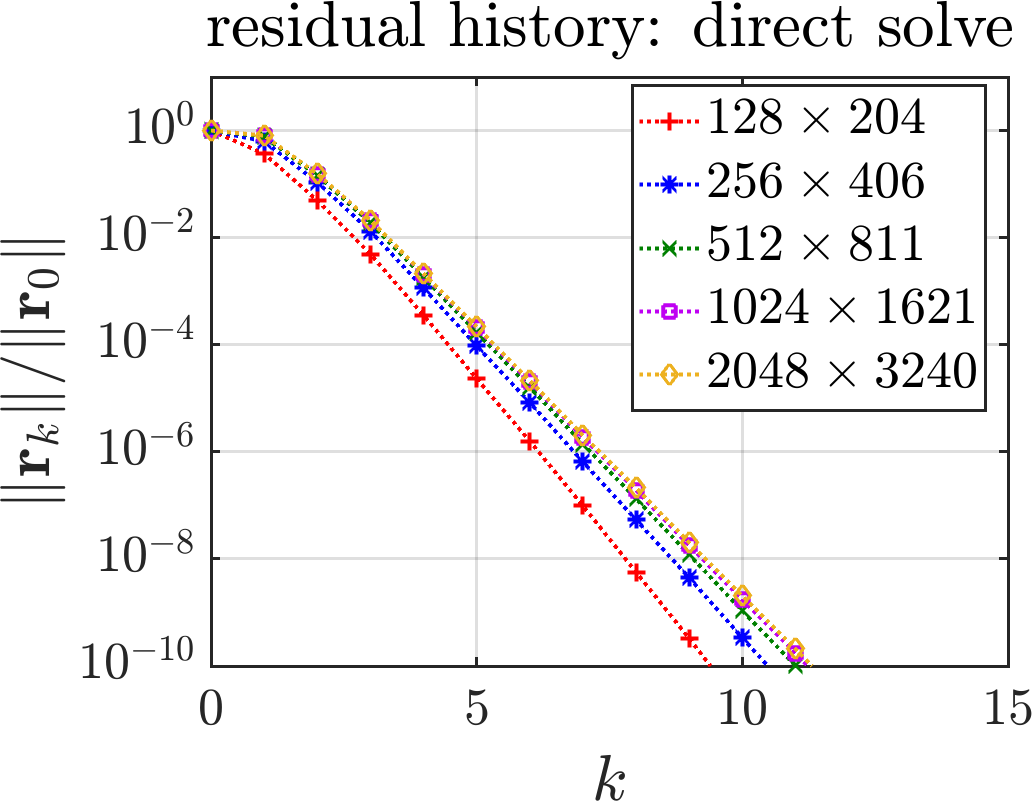 residual history: direct solve
‖r_k‖/‖r_0‖
10^0
10^{-2}
10^{-4}
10^{-6}
10^{-8}
10^{-10}
128 × 204
256 × 406
512 × 811
1024 × 1621
2048 × 3240
0 5 10 15
k